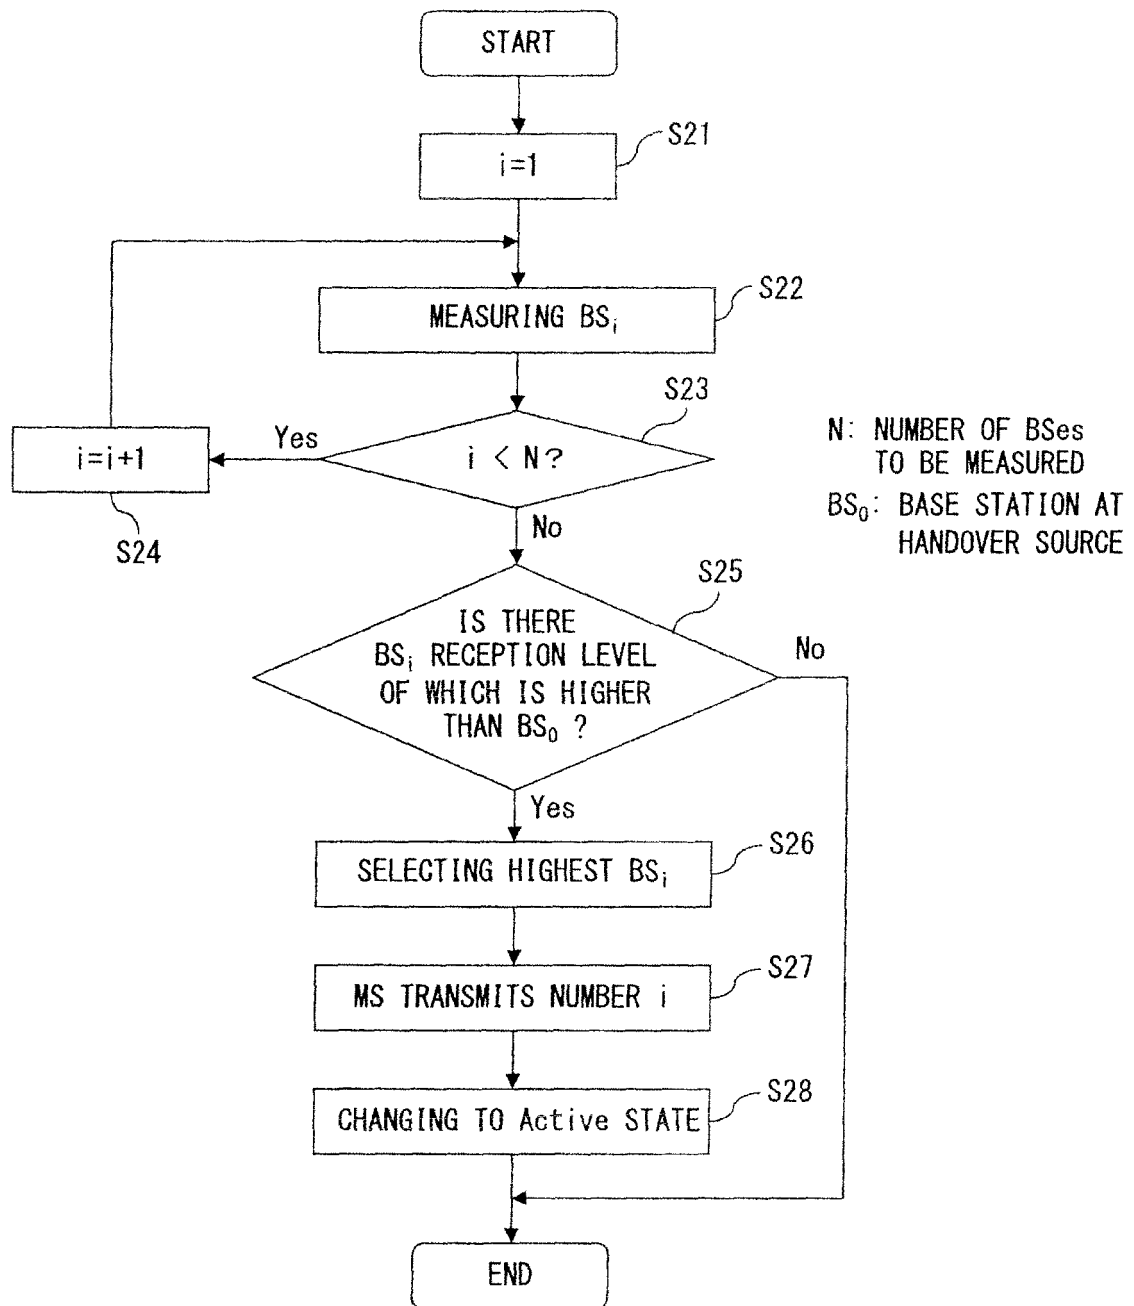 START
S21
i=1
S22
MEASURING BSi
S23
Yes
i < N?
i=i+1
S24
No
N: NUMBER OF BSes
TO BE MEASURED
BS0: BASE STATION AT
HANDOVER SOURCE
S25
IS THERE
BSi RECEPTION LEVEL
OF WHICH IS HIGHER
THAN BS0 ?
No
Yes
S26
SELECTING HIGHEST BSi
S27
MS TRANSMITS NUMBER i
S28
CHANGING TO Active STATE
END